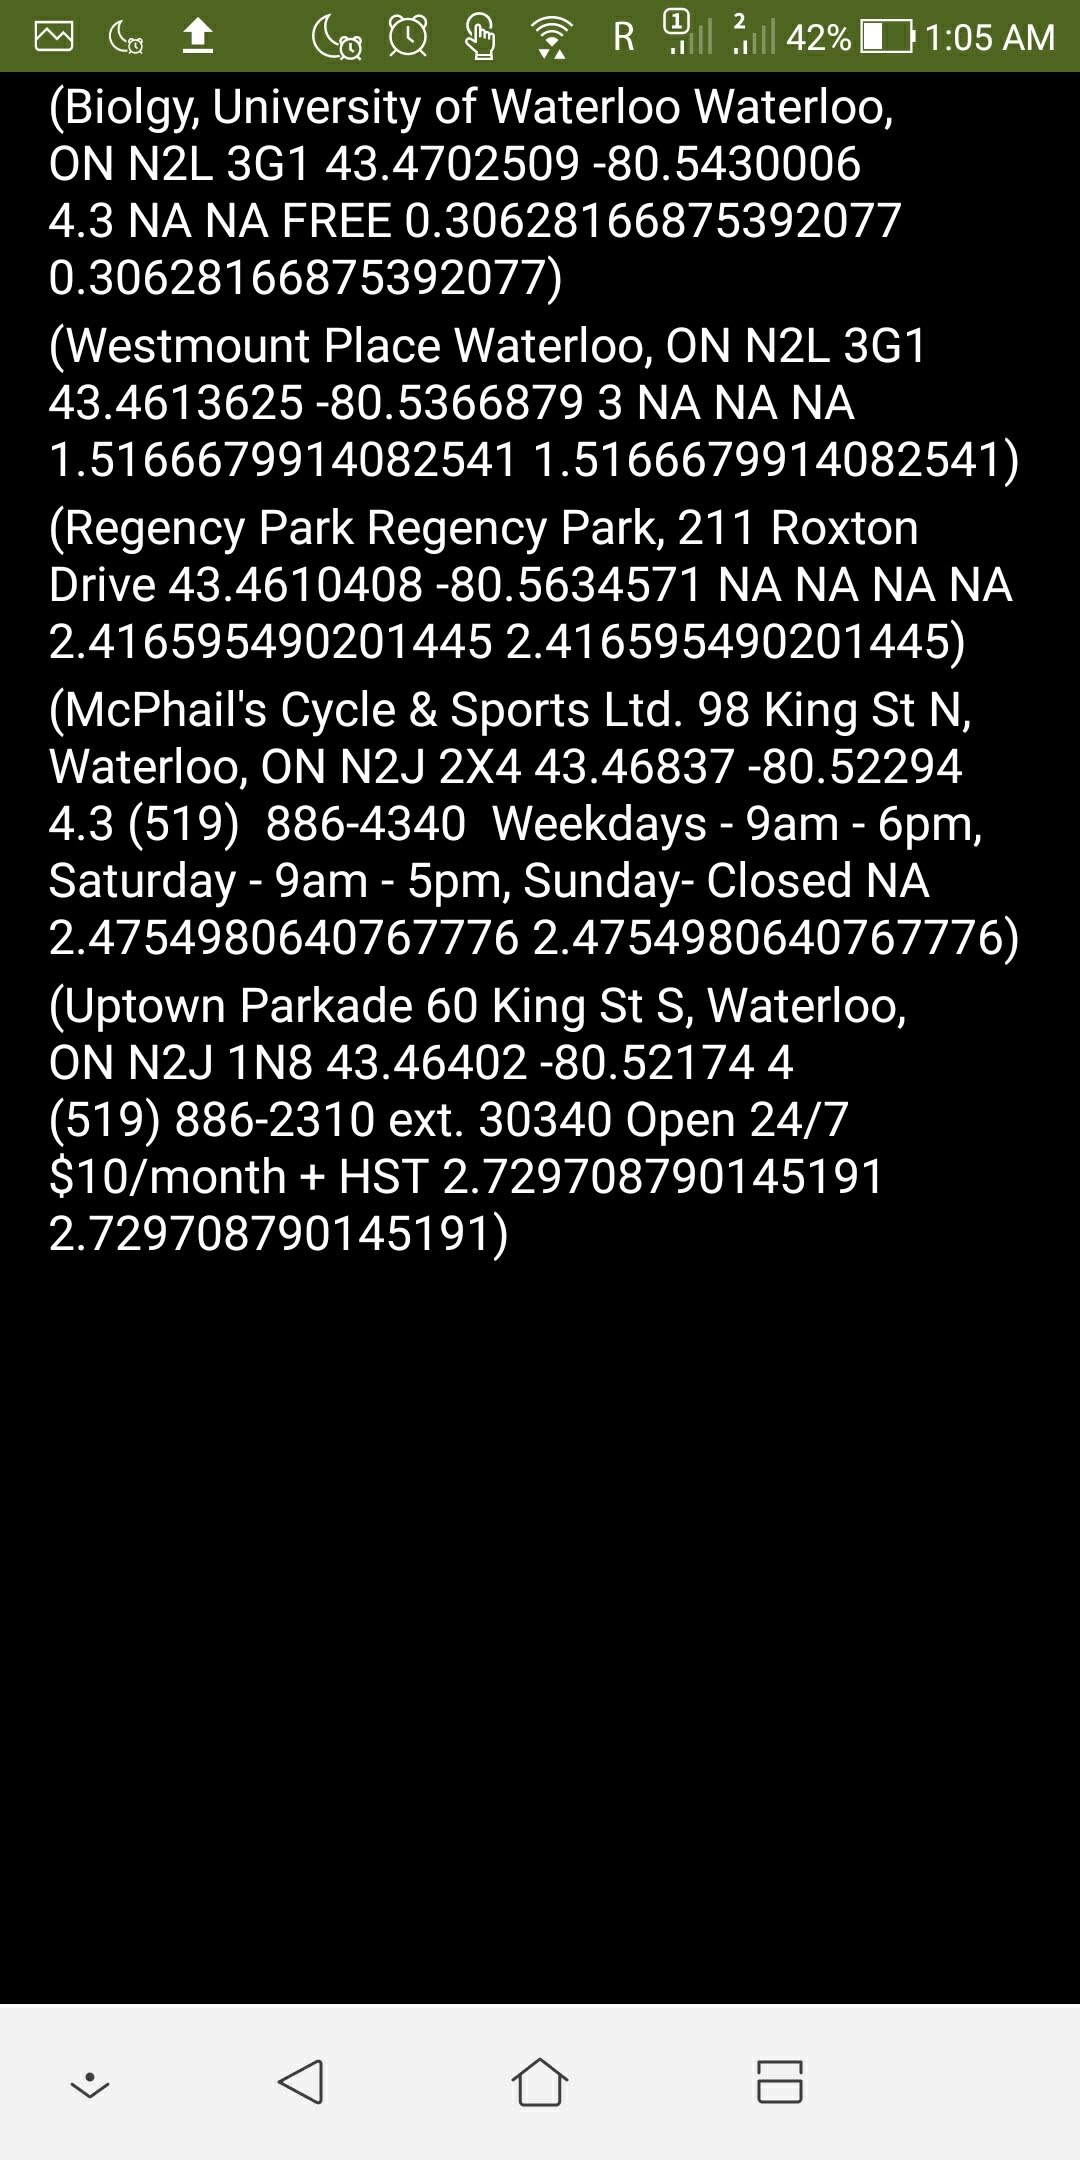 R 1 2 42% 1:05 AM
(Biolgy, University of Waterloo Waterloo,
ON N2L 3G1 43.4702509 -80.5430006
4.3 NA NA FREE 0.30628166875392077
0.30628166875392077)
(Westmount Place Waterloo, ON N2L 3G1
43.4613625 -80.5366879 3 NA NA NA
1.5166679914082541 1.5166679914082541)
(Regency Park Regency Park, 211 Roxton
Drive 43.4610408 -80.5634571 NA NA NA NA
2.416595490201445 2.416595490201445)
(McPhail's Cycle & Sports Ltd. 98 King St N,
Waterloo, ON N2J 2X4 43.46837 -80.52294
4.3 (519)  886-4340  Weekdays - 9am - 6pm,
Saturday - 9am - 5pm, Sunday- Closed NA
2.4754980640767776 2.4754980640767776)
(Uptown Parkade 60 King St S, Waterloo,
ON N2J 1N8 43.46402 -80.52174 4
(519) 886-2310 ext. 30340 Open 24/7
$10/month + HST 2.729708790145191
2.729708790145191)